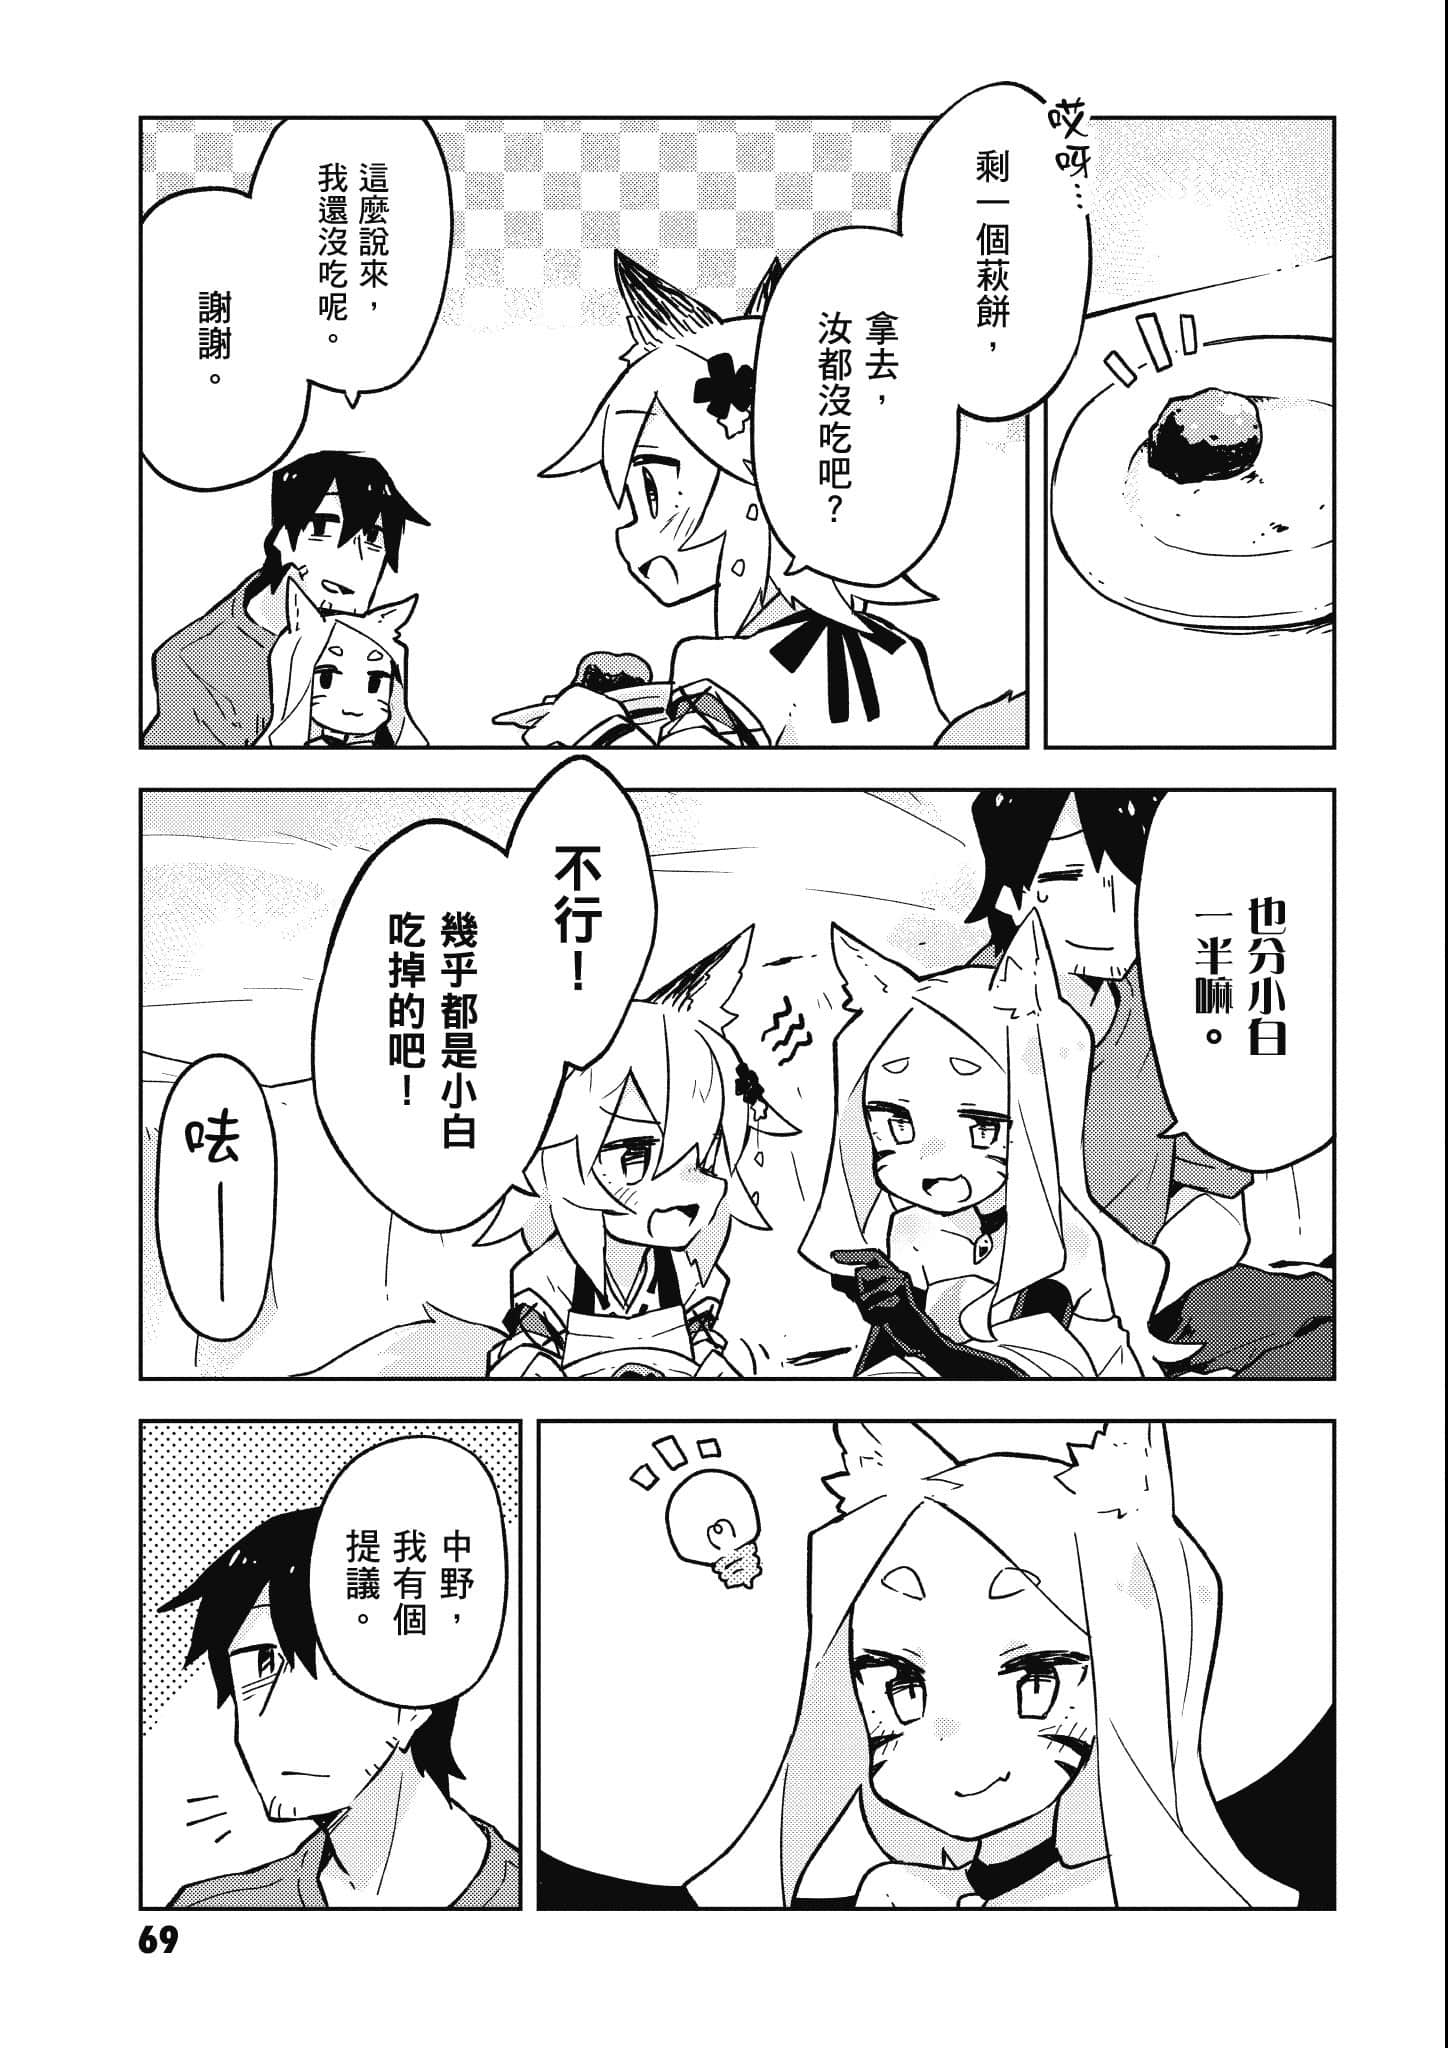 哎呀…
剩一個萩餅，
拿去，
汝都沒吃吧？
這麼說來，
我還沒吃呢。
謝謝。
也分小白
一半嘛。
不行！
幾乎都是小白
吃掉的吧！
呿—
中野，
我有個
提議。
69